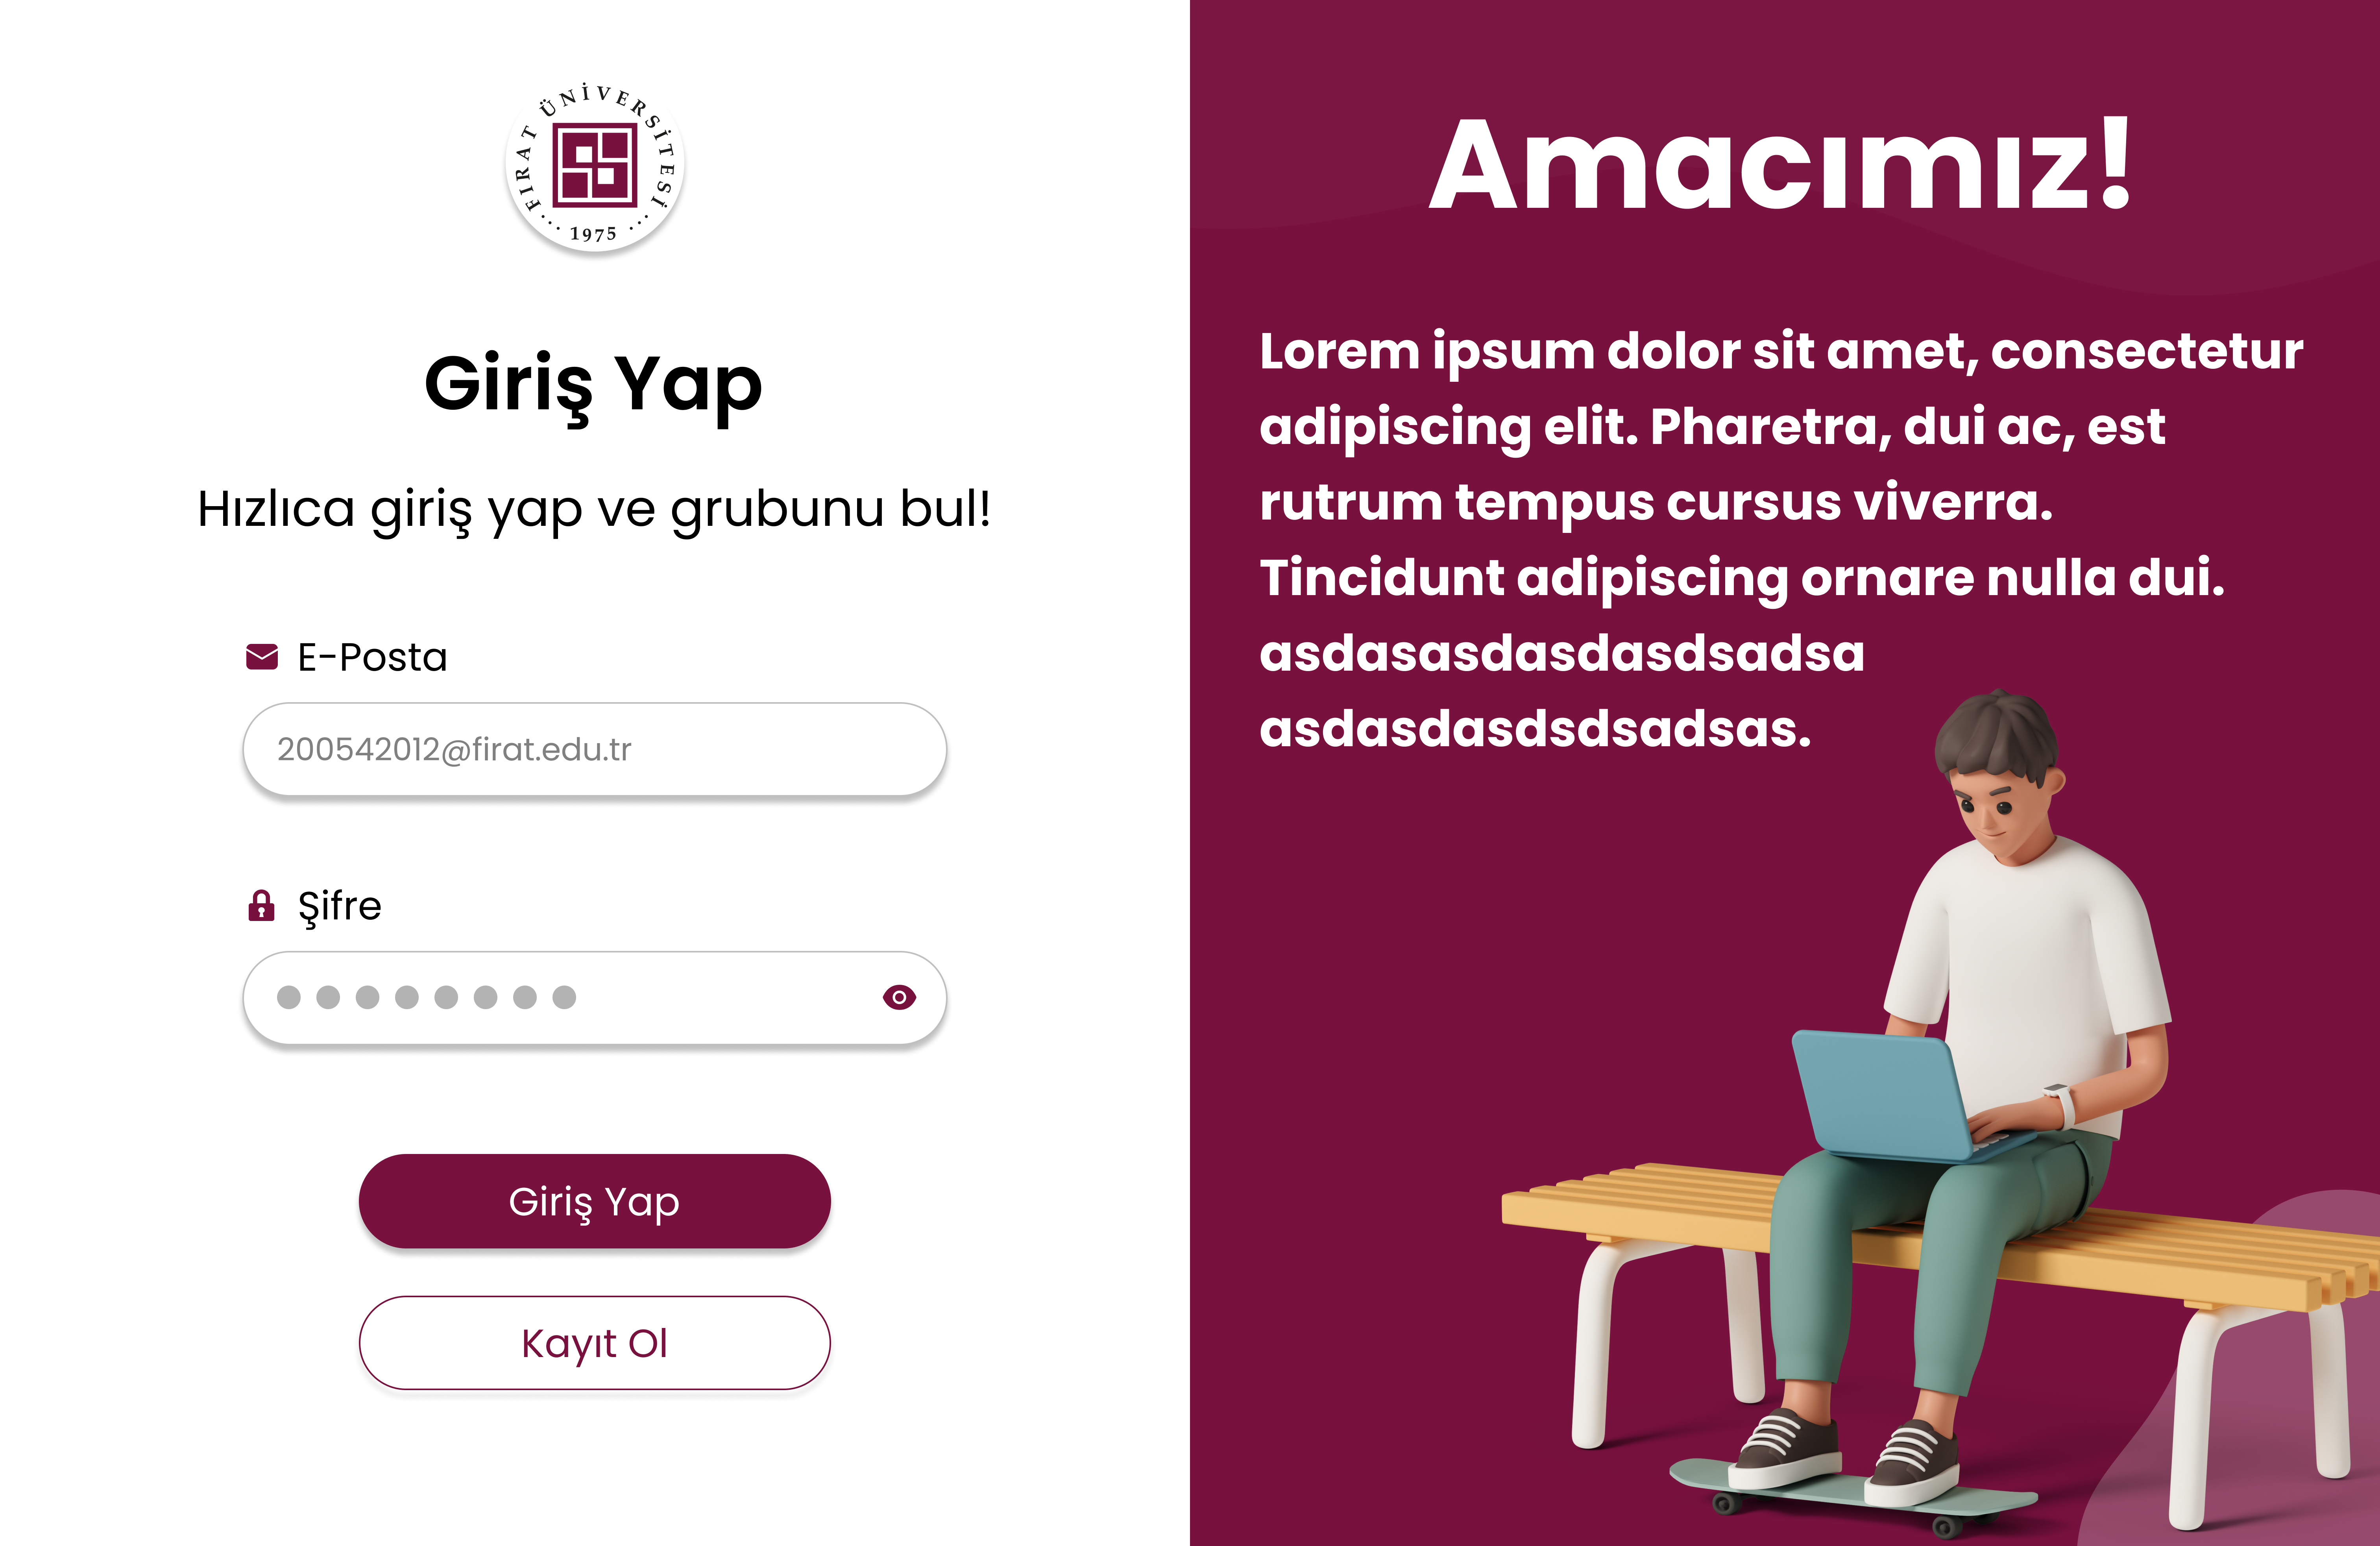 FIRAT ÜNİVERSİTESİ
1975
Giriş Yap
Hızlıca giriş yap ve grubunu bul!
E-Posta
200542012@firat.edu.tr
Şifre
Giriş Yap
Kayıt Ol
Amacımız!
Lorem ipsum dolor sit amet, consectetur
adipiscing elit. Pharetra, dui ac, est
rutrum tempus cursus viverra.
Tincidunt adipiscing ornare nulla dui.
asdasasdasdasdsadsa
asdasdasdsdsadsas.